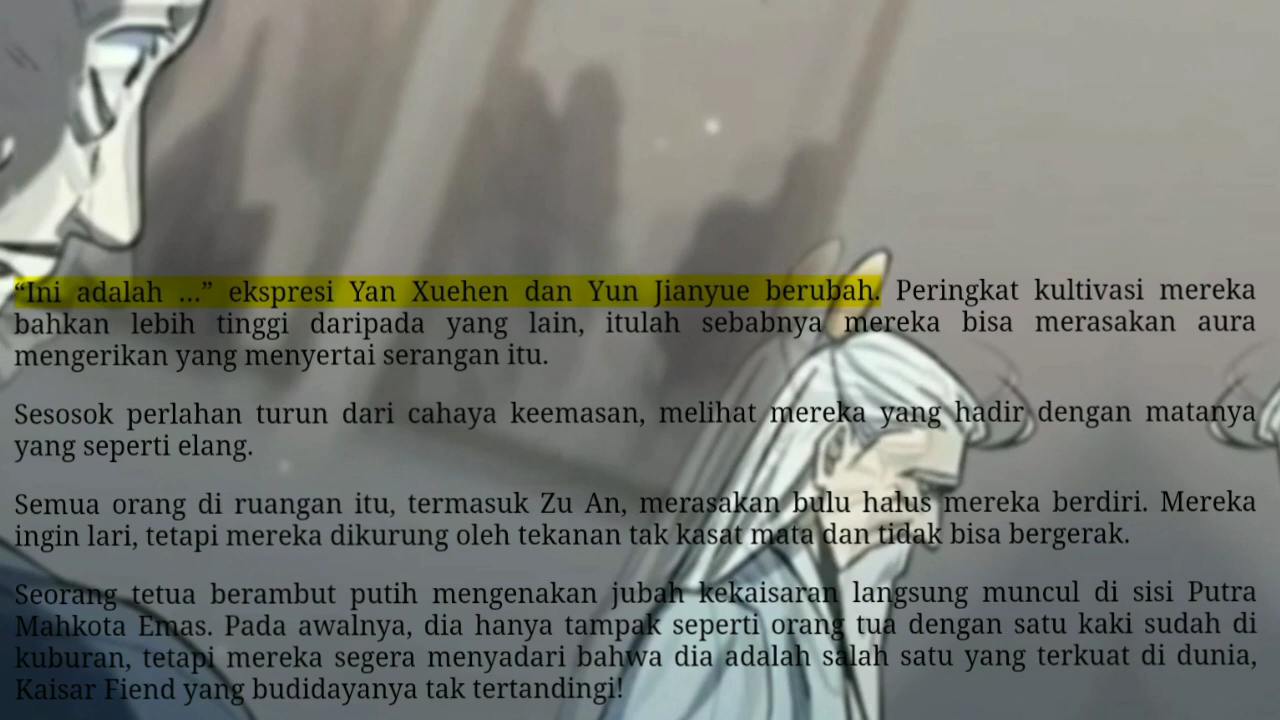 “Ini adalah ...” ekspresi Yan Xuehen dan Yun Jianyue berubah. Peringkat kultivasi mereka
bahkan lebih tinggi daripada yang lain, itulah sebabnya mereka bisa merasakan aura
mengerikan yang menyertai serangan itu.
Sesosok perlahan turun dari cahaya keemasan, melihat mereka yang hadir dengan matanya
yang seperti elang.
Semua orang di ruangan itu, termasuk Zu An, merasakan bulu halus mereka berdiri. Mereka
ingin lari, tetapi mereka dikurung oleh tekanan tak kasat mata dan tidak bisa bergerak.
Seorang tetua berambut putih mengenakan jubah kekaisaran langsung muncul di sisi Putra
Mahkota Emas. Pada awalnya, dia hanya tampak seperti orang tua dengan satu kaki sudah di
kuburan, tetapi mereka segera menyadari bahwa dia adalah salah satu yang terkuat di dunia,
Kaisar Fiend yang budidayanya tak tertandingi!